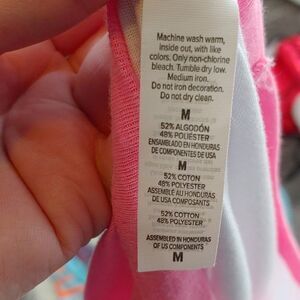 Machine wash warm,
inside out, with like
colors. Only non-chlorine
bleach. Tumble dry low.
Medium iron.
Do not iron decoration.
Do not dry clean.
M
52% ALGODÓN
48% POLIÉSTER
ENSAMBLADO EN HONDURAS
DE COMPONENTES DE USA
M
52% COTON
48% POLYESTER
ASSEMBLÉ AU HONDURAS
DE USA COMPOSANTS
52% COTTON
48% POLYESTER
ASSEMBLED IN HONDURAS
OF US COMPONENTS
M